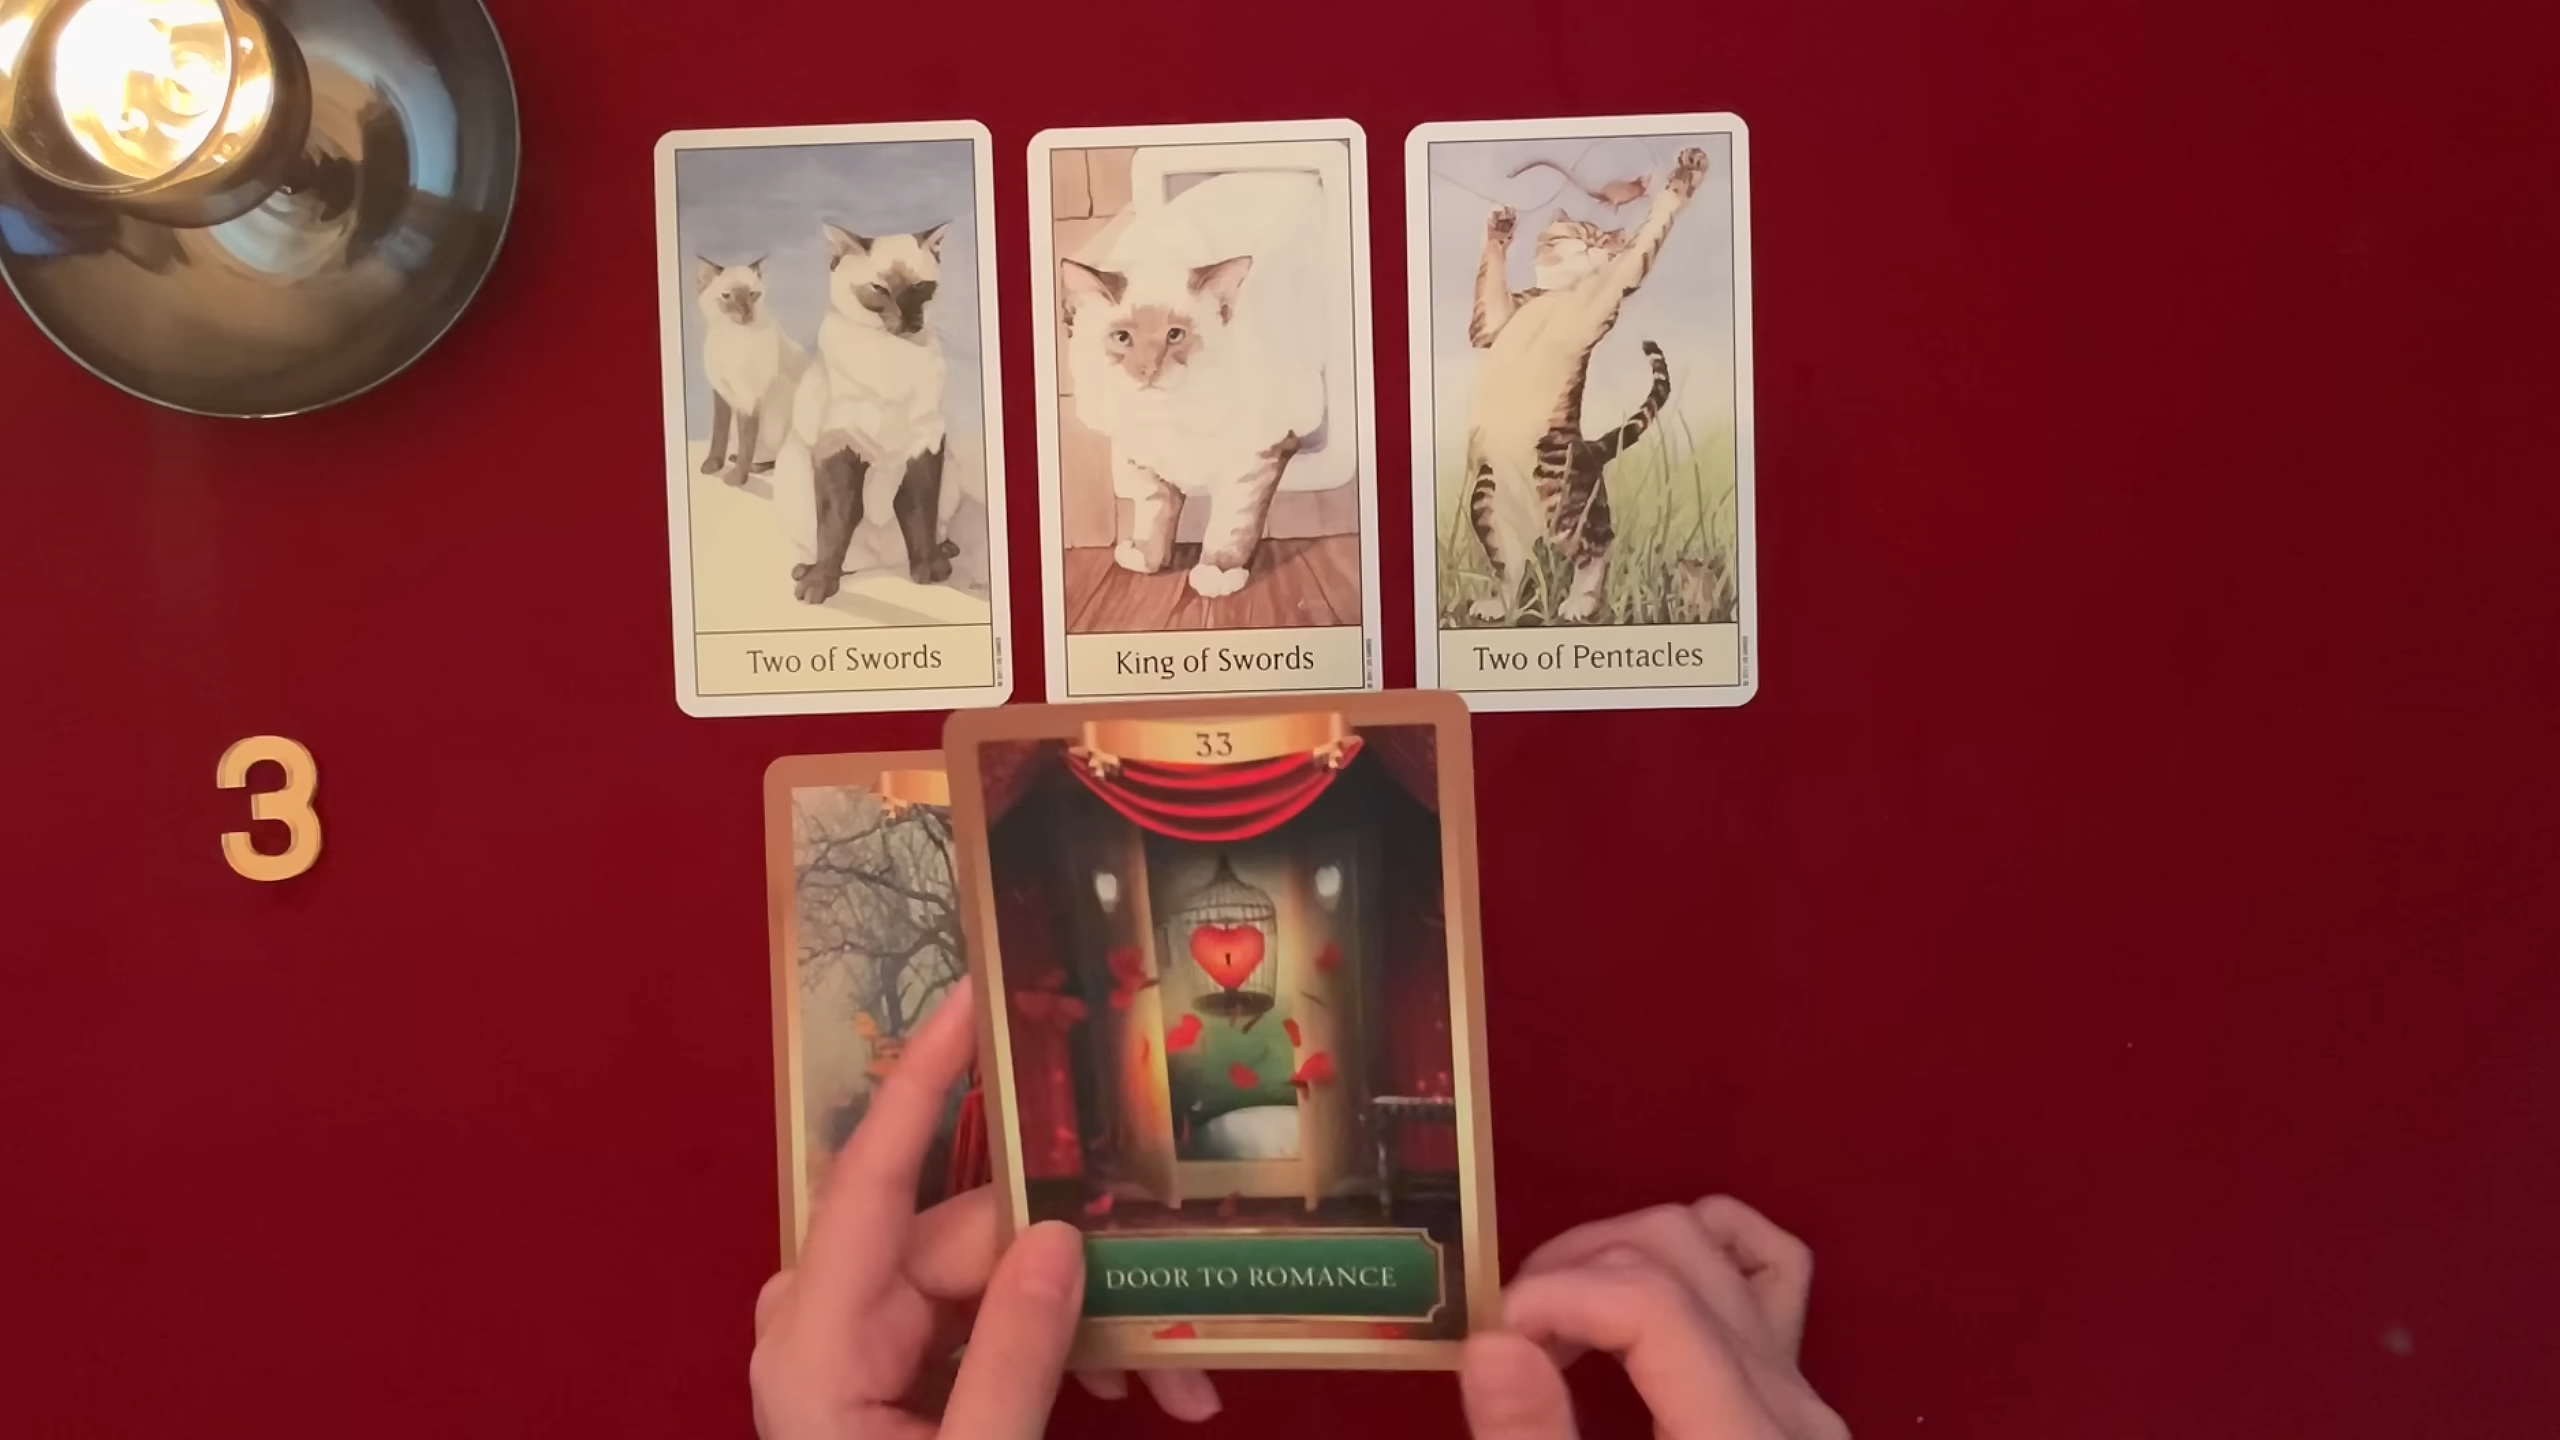 Two of Swords
King of Swords
Two of Pentacles
33
3
DOOR TO ROMANCE